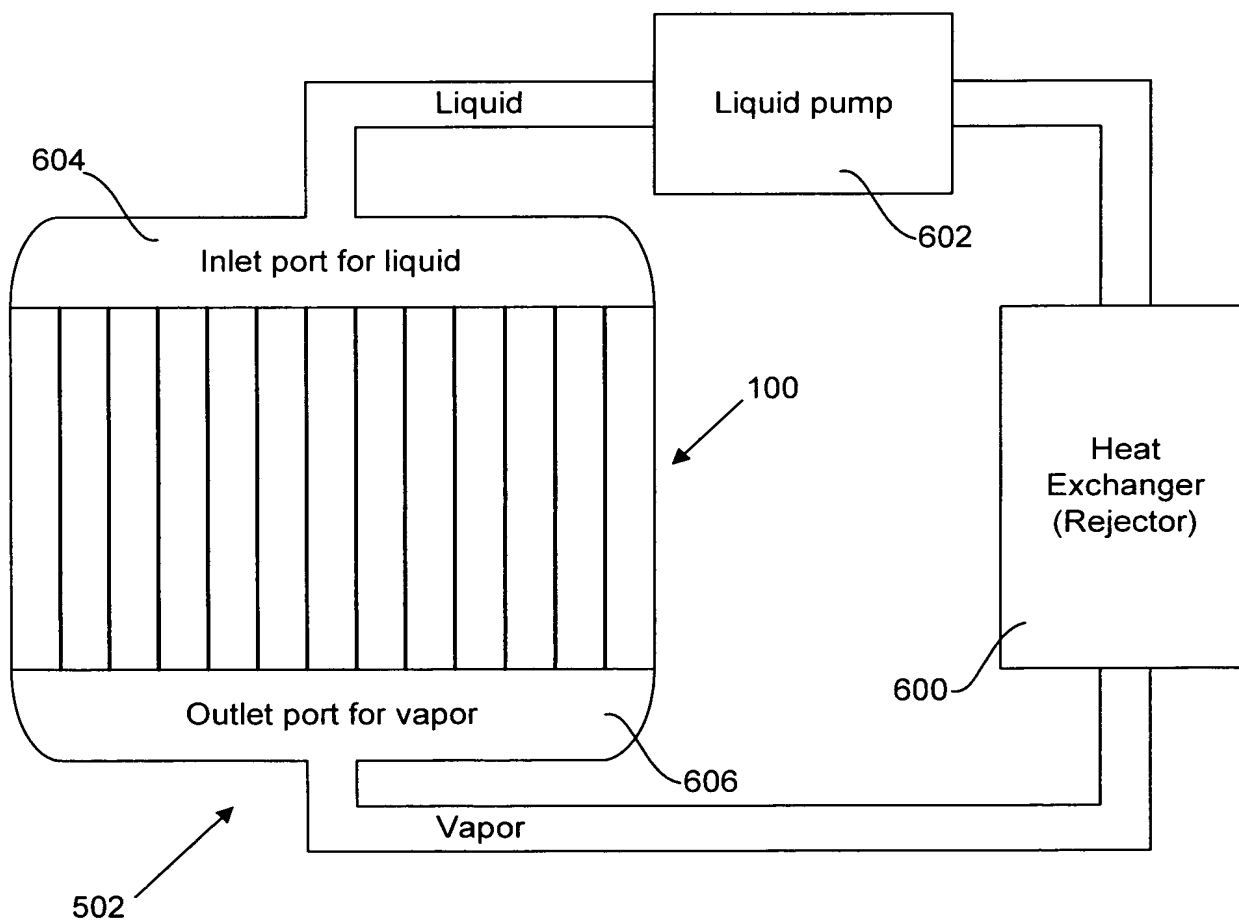 Liquid
Liquid pump
604
602
Inlet port for liquid
100
Heat
Exchanger
(Rejector)
600
Outlet port for vapor
606
Vapor
502